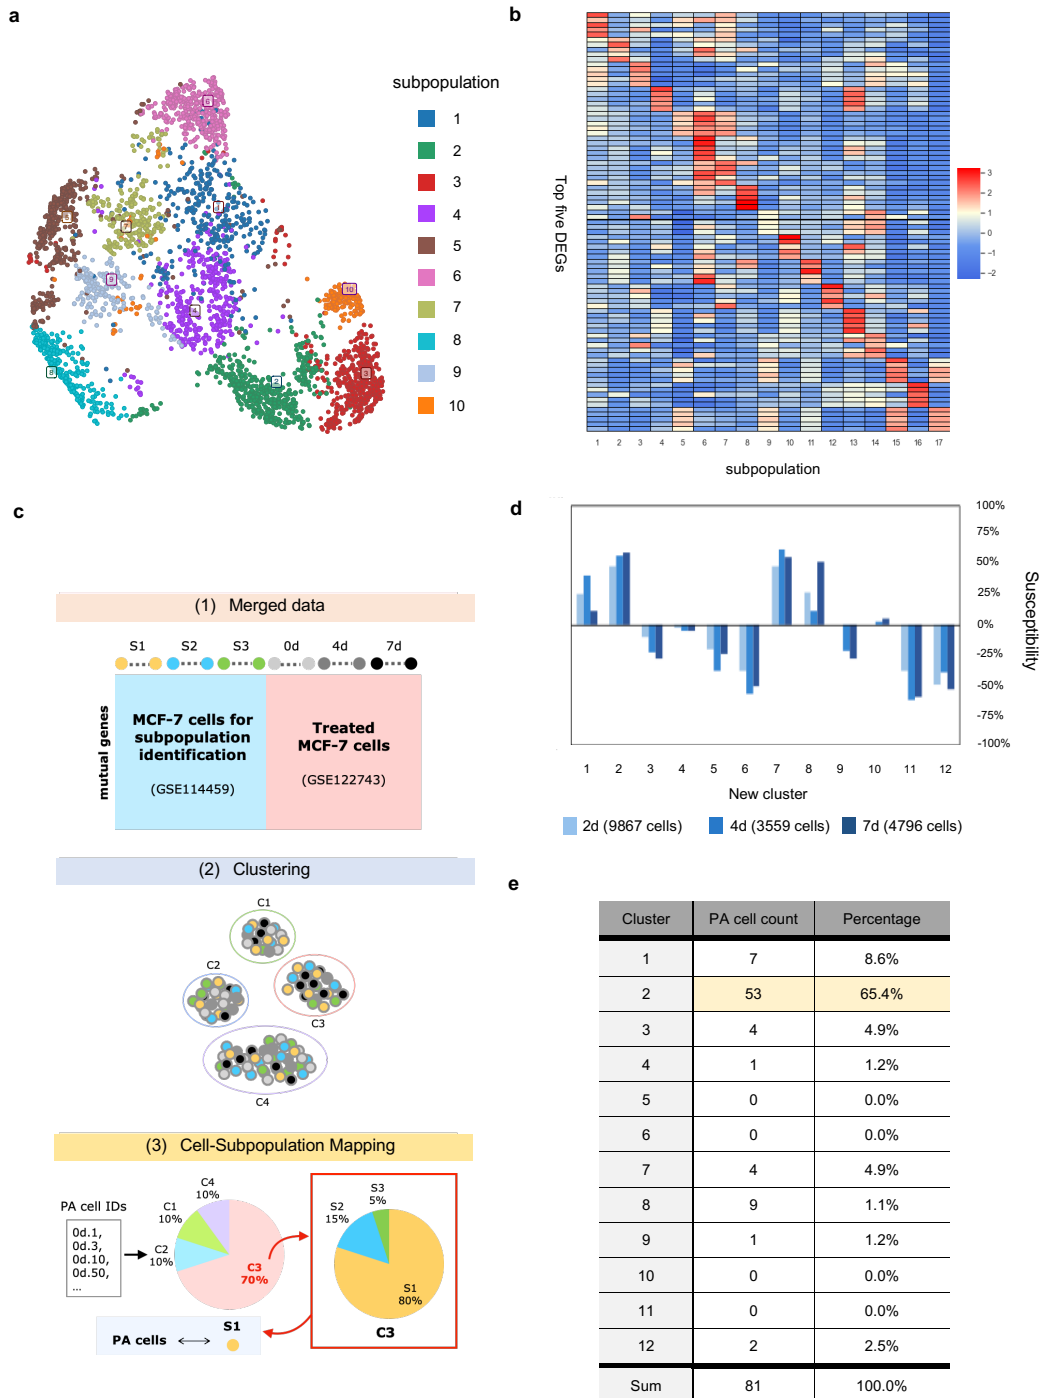 a
subpopulation
1
2
3
4
5
6
7
8
9
10
6
1
5
7
9
4
10
8
2
3
b
Top five DEGs
1 2 3 4 5 6 7 8 9 10 11 12 13 14 15 16 17
subpopulation
3
2
1
0
-1
-2
c
(1) Merged data
S1 S2 S3 0d 4d 7d
mutual genes
MCF-7 cells for
subpopulation
identification
(GSE114459)
Treated
MCF-7 cells
(GSE122743)
(2) Clustering
C1
C2
C3
C4
(3) Cell-Subpopulation Mapping
PA cell IDs
0d.1,
0d.3,
0d.10,
0d.50,
...
C4
10%
C1
10%
C2
10%
C3
70%
S3
5%
S2
15%
S1
80%
C3
S1
PA cells
d
100%
75%
50%
25%
0%
-25%
-50%
-75%
-100%
Susceptibility
1 2 3 4 5 6 7 8 9 10 11 12
New cluster
2d (9867 cells) 4d (3559 cells) 7d (4796 cells)
e
Cluster PA cell count Percentage
1 7 8.6%
2 53 65.4%
3 4 4.9%
4 1 1.2%
5 0 0.0%
6 0 0.0%
7 4 4.9%
8 9 1.1%
9 1 1.2%
10 0 0.0%
11 0 0.0%
12 2 2.5%
Sum 81 100.0%